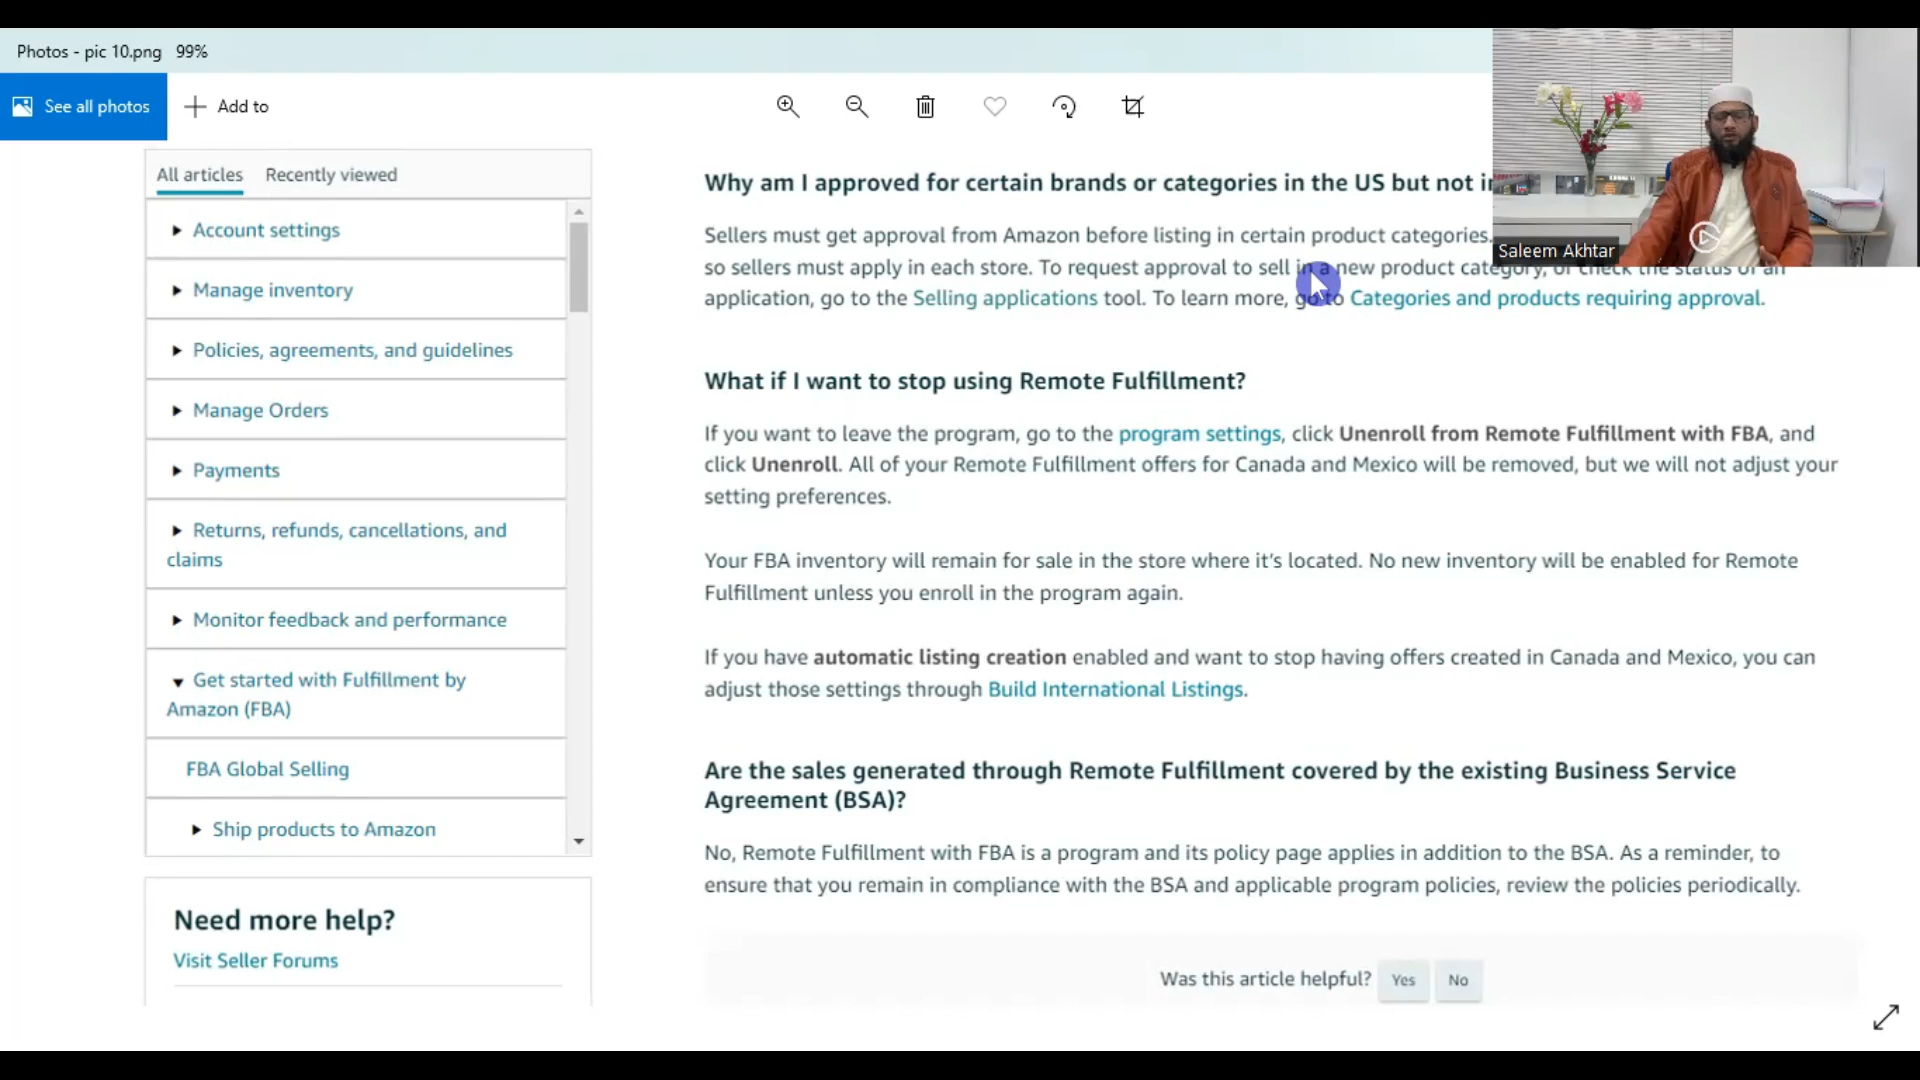 Photos - pic 10.png 99%
See all photos
Add to
All articles Recently viewed
Account settings
Manage inventory
Policies, agreements, and guidelines
Manage Orders
Payments
Returns, refunds, cancellations, and
claims
Monitor feedback and performance
Get started with Fulfillment by
Amazon (FBA)
FBA Global Selling
Ship products to Amazon
Need more help?
Visit Seller Forums
Why am I approved for certain brands or categories in the US but not in
Sellers must get approval from Amazon before listing in certain product categories.
so sellers must apply in each store. To request approval to sell in a new product category, or check the status of an
application, go to the Selling applications tool. To learn more, go to Categories and products requiring approval.
What if I want to stop using Remote Fulfillment?
If you want to leave the program, go to the program settings, click Unenroll from Remote Fulfillment with FBA, and
click Unenroll. All of your Remote Fulfillment offers for Canada and Mexico will be removed, but we will not adjust your
setting preferences.
Your FBA inventory will remain for sale in the store where it's located. No new inventory will be enabled for Remote
Fulfillment unless you enroll in the program again.
If you have automatic listing creation enabled and want to stop having offers created in Canada and Mexico, you can
adjust those settings through Build International Listings.
Are the sales generated through Remote Fulfillment covered by the existing Business Service
Agreement (BSA)?
No, Remote Fulfillment with FBA is a program and its policy page applies in addition to the BSA. As a reminder, to
ensure that you remain in compliance with the BSA and applicable program policies, review the policies periodically.
Was this article helpful? Yes No
Saleem Akhtar